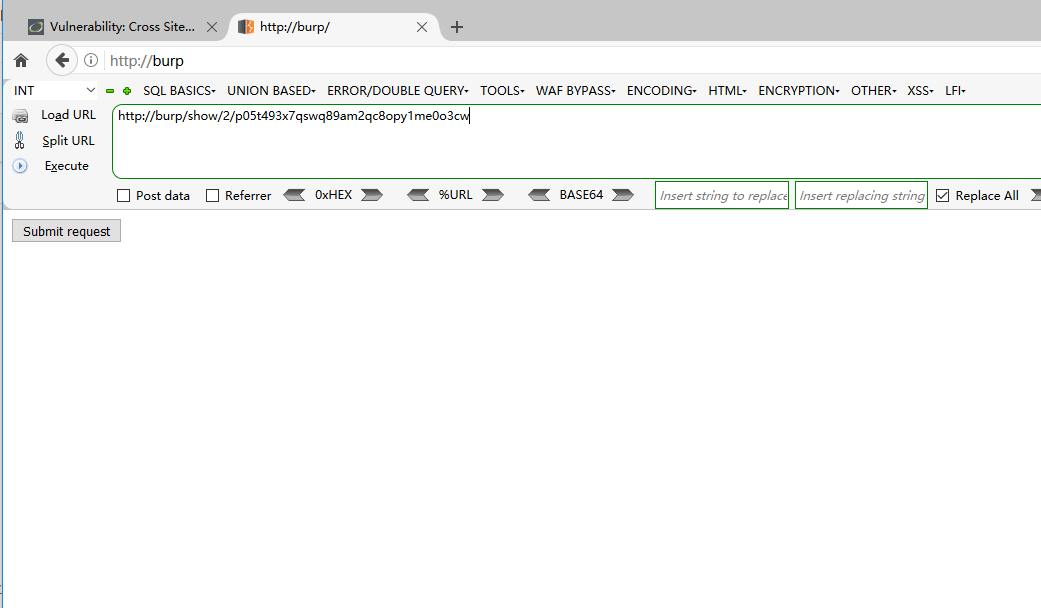 Vulnerability: Cross Site...
http://burp/
http://burp
INT SQL BASICS UNION BASED ERROR/DOUBLE QUERY TOOLS WAF BYPASS ENCODING HTML ENCRYPTION OTHER XSS LFI
Load URL
http://burp/show/2/p05t493x7qswq89am2qc8opy1me0o3cw
Split URL
Execute
Post data Referrer 0xHEX %URL BASE64 Insert string to replace Insert replacing string Replace All
Submit request